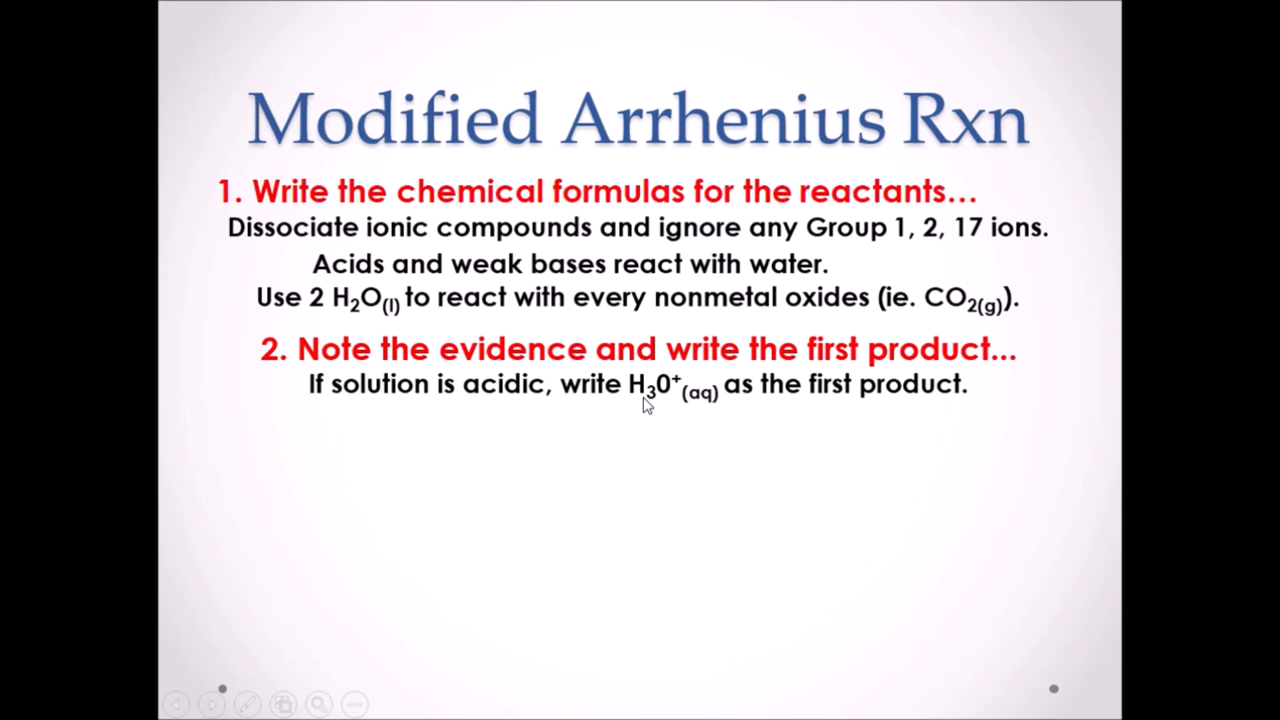 Modified Arrhenius Rxn
1. Write the chemical formulas for the reactants...
Dissociate ionic compounds and ignore any Group 1, 2, 17 ions.
Acids and weak bases react with water.
Use 2 H₂O₍ₗ₎ to react with every nonmetal oxides (ie. CO₂(g)).
2. Note the evidence and write the first product...
If solution is acidic, write H₃0⁺(aq) as the first product.